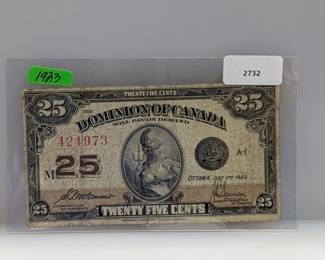 1923
2732
TWENTY FIVE CENTS
25 THE DOMINION OF CANADA 25
WILL PAY ON DEMAND
424973
A-1
M 25
OTTAWA, JULY 2ND 1923
25 TWENTY FIVE CENTS 25